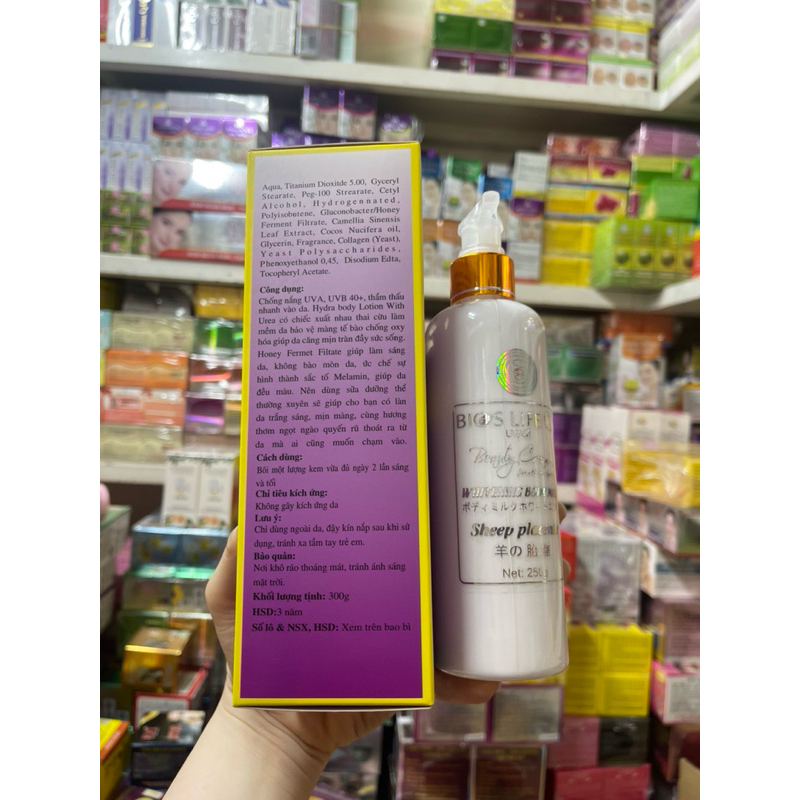 Aqua, Titanium Dioxitde 5.00, Gyceryl
Stearate, Peg-100 Strearate, Cetyl
Alcohol, Hydrogennated,
Polyisobutene, Gluconobacter/Honey
Ferment Filtrate, Camellia Sinensis
Leaf Extract, Cocos Nucifera oil,
Glycerin, Fragrance, Collagen (Yeast),
Yeast Polysaccharides,
Phenoxyethanol 0,45, Disodium Edta,
Tocopheryl Acetate.
Công dụng:
Chống nắng UVA, UVB 40+, thẩm thấu
nhanh vào da. Hydra body Lotion With
Urea có chiếc xuất nhau thai cừu làm
mềm da bảo vệ màng tế bào chống oxy
hóa giúp da căng mịn tràn đầy sức sống.
Honey Fermet Filtate giúp làm sáng
da, không bào mòn da, ức chế sự
bình thành sắc tố Melamin, giúp da
đều màu. Nên dùng sữa dưỡng thể
thường xuyên sẽ giúp cho bạn có làn
da trắng sáng, mịn màng, cùng hương
thơm ngọt ngào quyến rũ thoát ra từ
da mà ai cũng muốn chạm vào.
Cách dùng:
Bôi một lượng kem vừa đủ ngày 2 lần sáng
và tối
Chỉ tiêu kích ứng:
Không gây kích ứng da
Lưu ý:
Chỉ dùng ngoài da, đậy kín nắp sau khi sử
dụng, tránh xa tầm tay trẻ em.
Bảo quản:
Nơi khô ráo thoáng mát, tránh ánh sáng
mặt trời.
Khối lượng tịnh: 300g
HSD:3 năm
Số lô & NSX, HSD: Xem trên bao bì
BIOS LIFE
Beauty
Sheep
羊の胎
Net: 250